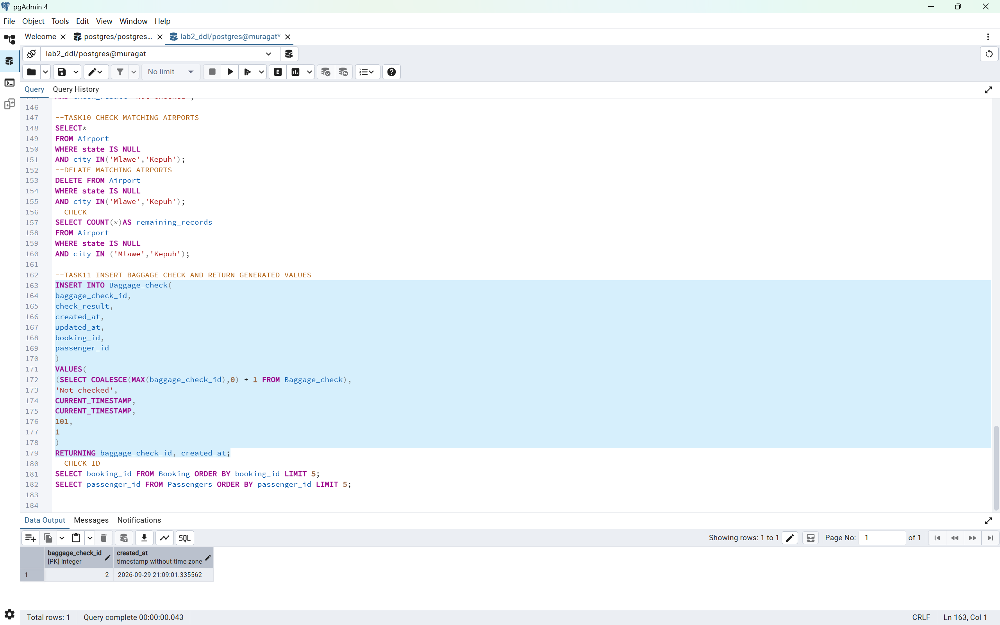 pgAdmin 4
File Object Tools Edit View Window Help
Welcome postgres/postgres... lab2_ddl/postgres@muragat*
lab2_ddl/postgres@muragat
No limit
E
Query Query History
146
147 --TASK10 CHECK MATCHING AIRPORTS
148 SELECT*
149 FROM Airport
150 WHERE state IS NULL
151 AND city IN('Mlawe','Kepuh');
152 --DELATE MATCHING AIRPORTS
153 DELETE FROM Airport
154 WHERE state IS NULL
155 AND city IN('Mlawe','Kepuh');
156 --CHECK
157 SELECT COUNT(*)AS remaining_records
158 FROM Airport
159 WHERE state IS NULL
160 AND city IN ('Mlawe','Kepuh');
161
162 --TASK11 INSERT BAGGAGE CHECK AND RETURN GENERATED VALUES
163 INSERT INTO Baggage_check(
164 baggage_check_id,
165 check_result,
166 created_at,
167 updated_at,
168 booking_id,
169 passenger_id
170 )
171 VALUES(
172 (SELECT COALESCE(MAX(baggage_check_id),0) + 1 FROM Baggage_check),
173 'Not checked',
174 CURRENT_TIMESTAMP,
175 CURRENT_TIMESTAMP,
176 101,
177 1
178 )
179 RETURNING baggage_check_id, created_at;
180 --CHECK ID
181 SELECT booking_id FROM Booking ORDER BY booking_id LIMIT 5;
182 SELECT passenger_id FROM Passengers ORDER BY passenger_id LIMIT 5;
183
184
Data Output Messages Notifications
SQL Showing rows: 1 to 1 Page No: 1 of 1
baggage_check_id created_at
[PK] integer timestamp without time zone
1 2 2026-09-29 21:09:01.335562
Total rows: 1 Query complete 00:00:00.043 CRLF Ln 163, Col 1